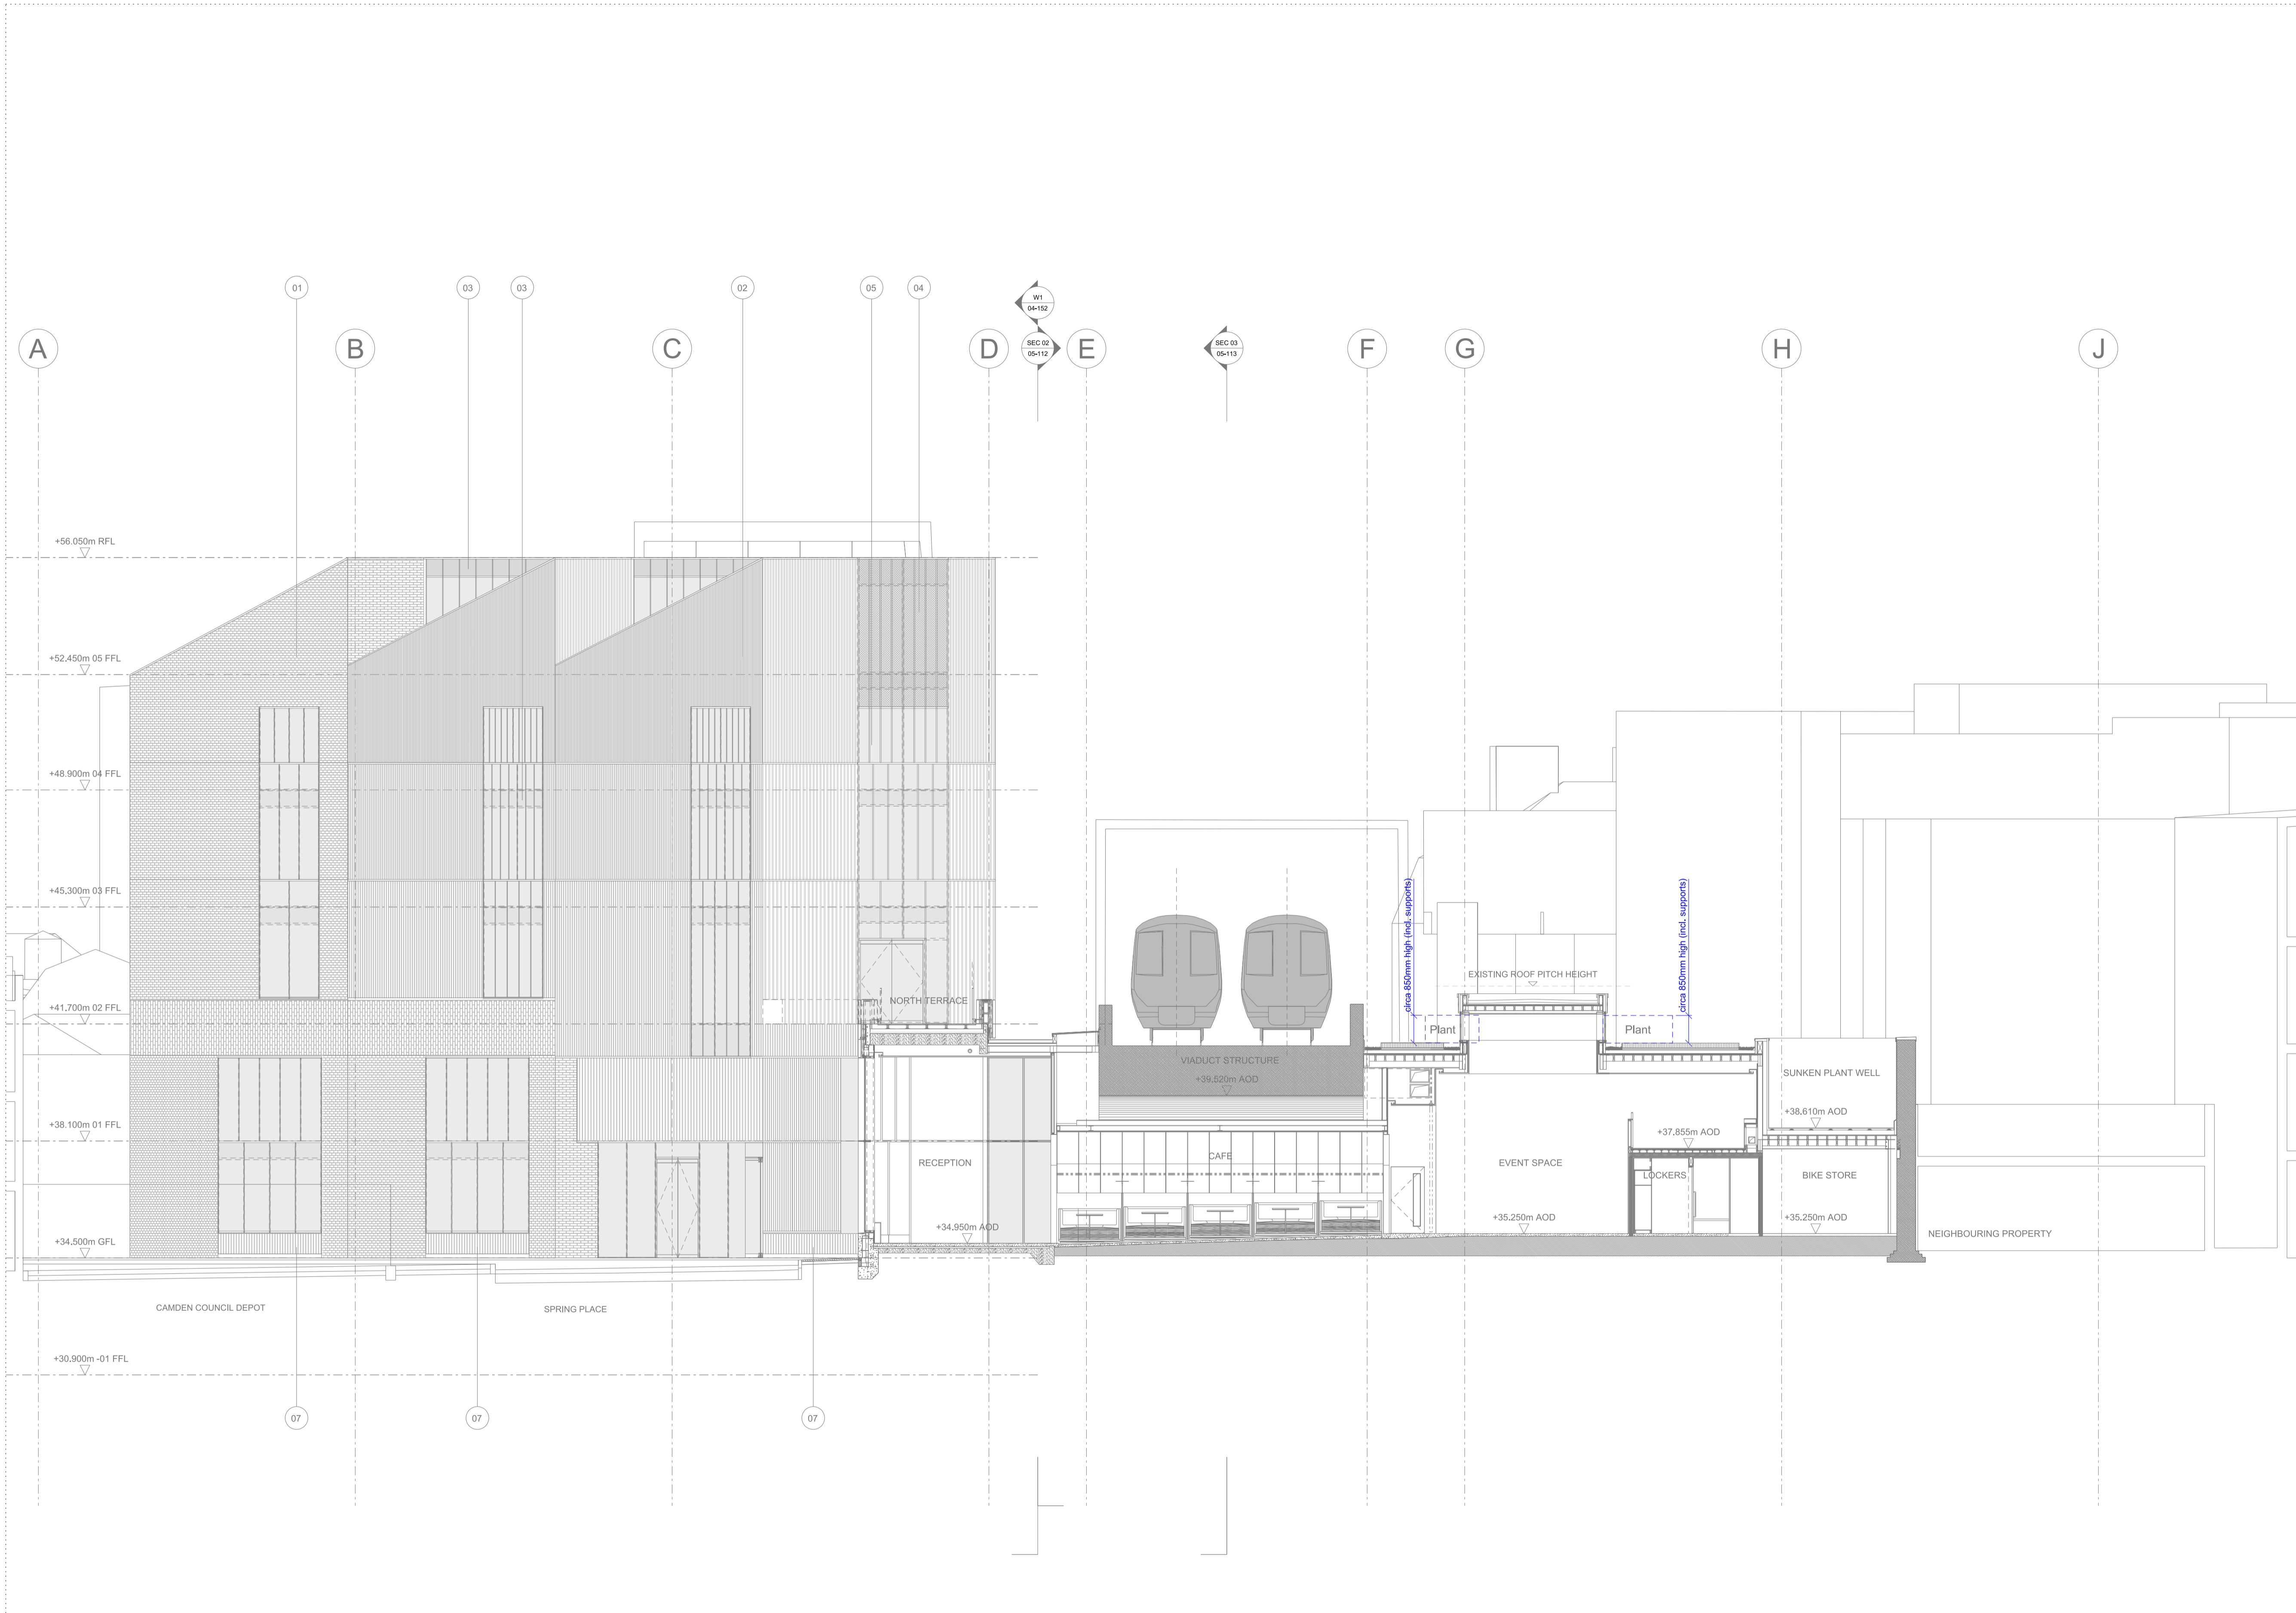 01
03
03
02
05
04
W1
04-152
A
B
C
D
SEC 02
05-112
E
SEC 03
05-113
F
G
H
J
+56.050m RFL
+52.450m 05 FFL
+48.900m 04 FFL
+45,300m 03 FFL
circa 850mm high (incl. supports)
circa 850mm high (incl. supports)
EXISTING ROOF PITCH HEIGHT
NORTH TERRACE
+41,700m 02 FFL
Plant
Plant
VIADUCT STRUCTURE
SUNKEN PLANT WELL
+39,520m AOD
+38,610m AOD
+38.100m 01 FFL
+37.855m AOD
CAFE
RECEPTION
EVENT SPACE
LOCKERS
BIKE STORE
+34,950m AOD
+35.250m AOD
+35.250m AOD
NEIGHBOURING PROPERTY
+34,500m GFL
CAMDEN COUNCIL DEPOT
SPRING PLACE
+30.900m -01 FFL
07
07
07